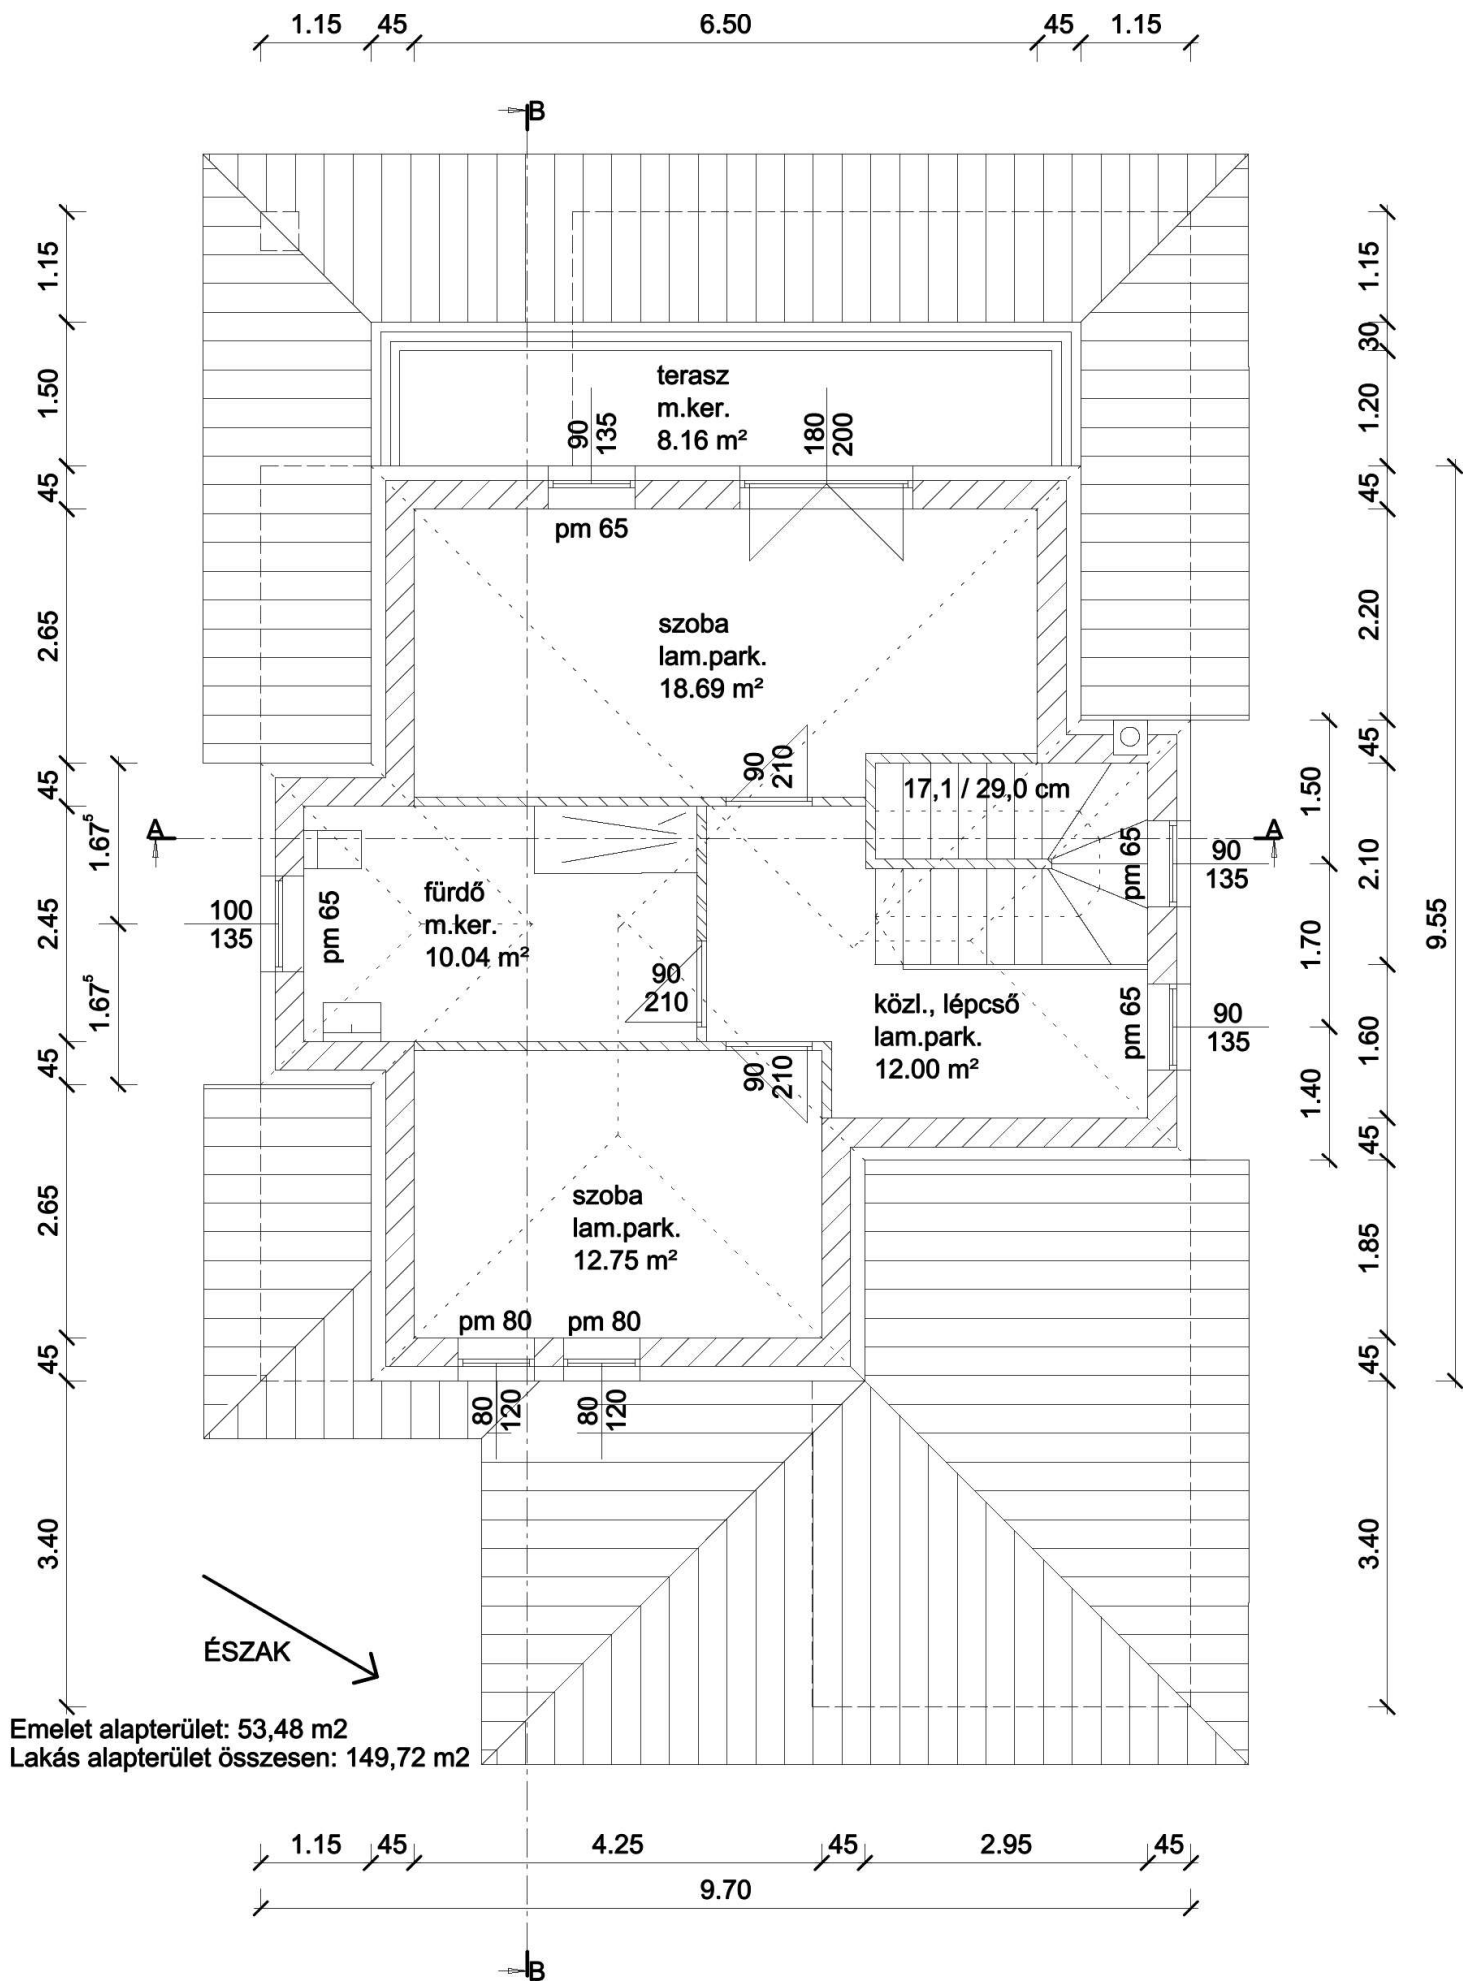 1.15 45 6.50 45 1.15
B
1.15
1.50
45
2.65
45
2.45
45
2.65
45
3.40
1.67⁵
1.67⁵
1.15
30
1.20
45
2.20
45
2.10
1.60
45
1.85
45
3.40
1.50
1.70
1.40
9.55
terasz
m.ker.
8.16 m²
90
135
180
200
pm 65
szoba
lam.park.
18.69 m²
90
210
17,1 / 29,0 cm
A
A
pm 65
90
135
fürdő
m.ker.
10.04 m²
100
135
pm 65
90
210
közl., lépcső
lam.park.
12.00 m²
pm 65
90
135
90
210
szoba
lam.park.
12.75 m²
pm 80 pm 80
80
120
80
120
ÉSZAK
Emelet alapterület: 53,48 m2
Lakás alapterület összesen: 149,72 m2
1.15 45 4.25 45 2.95 45
9.70
B